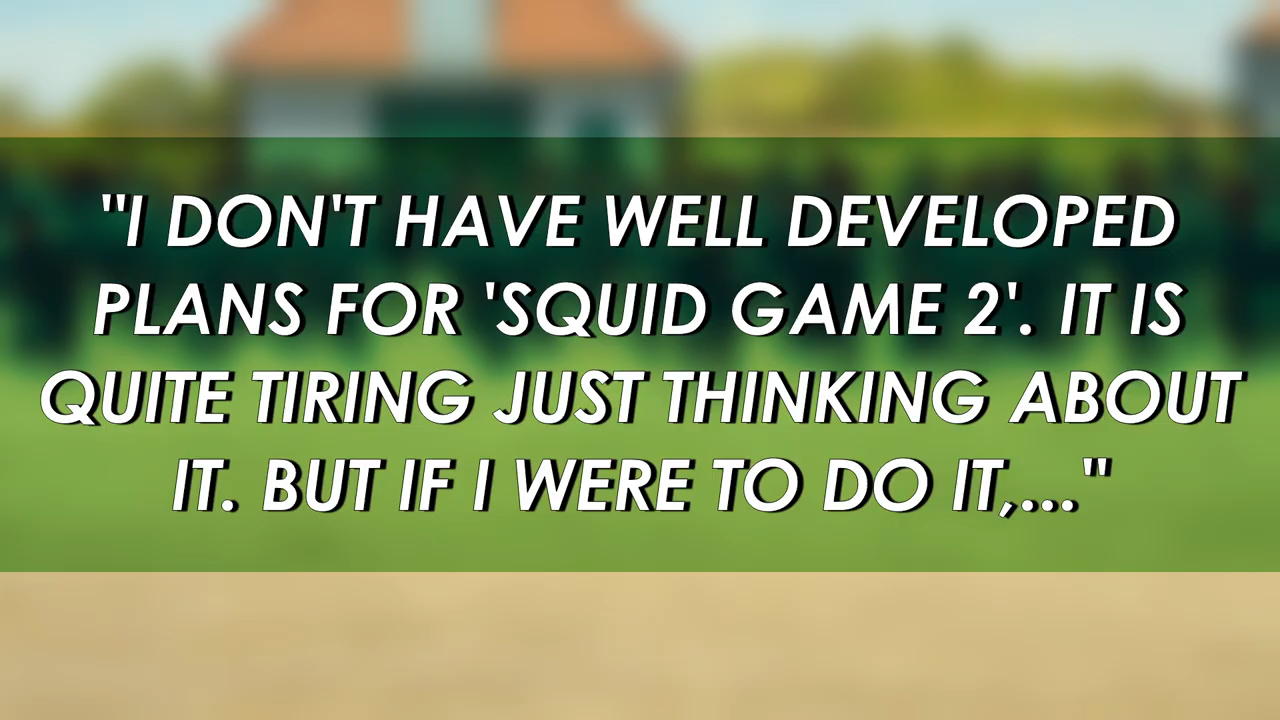 "I DON'T HAVE WELL DEVELOPED
PLANS FOR 'SQUID GAME 2'. IT IS
QUITE TIRING JUST THINKING ABOUT
IT. BUT IF I WERE TO DO IT,..."